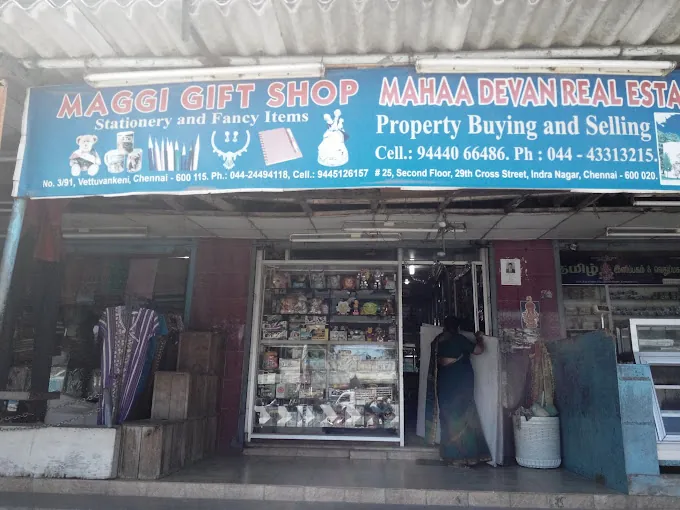 MAGGI GIFT SHOP
Stationery and Fancy Items
No. 3/91, Vettuvankeni, Chennai - 600 115. Ph.: 044-24494118, Cell.: 9445126157
MAHAA DEVAN REAL ESTA
Property Buying and Selling
Cell.: 94440 66486. Ph : 044 - 43313215.
# 25, Second Floor, 29th Cross Street, Indra Nagar, Chennai - 600 020.
தமிழ்